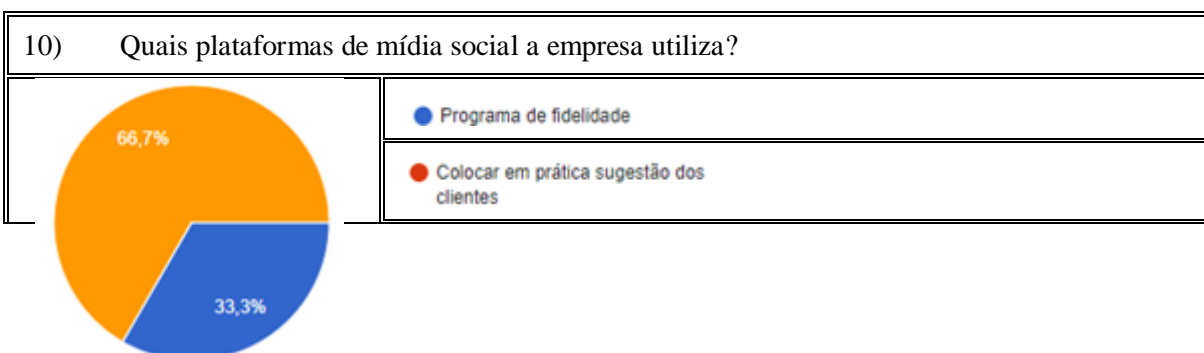 10) Quais plataformas de mídia social a empresa utiliza?
66,7%
33,3%
Programa de fidelidade
Colocar em prática sugestão dos
clientes